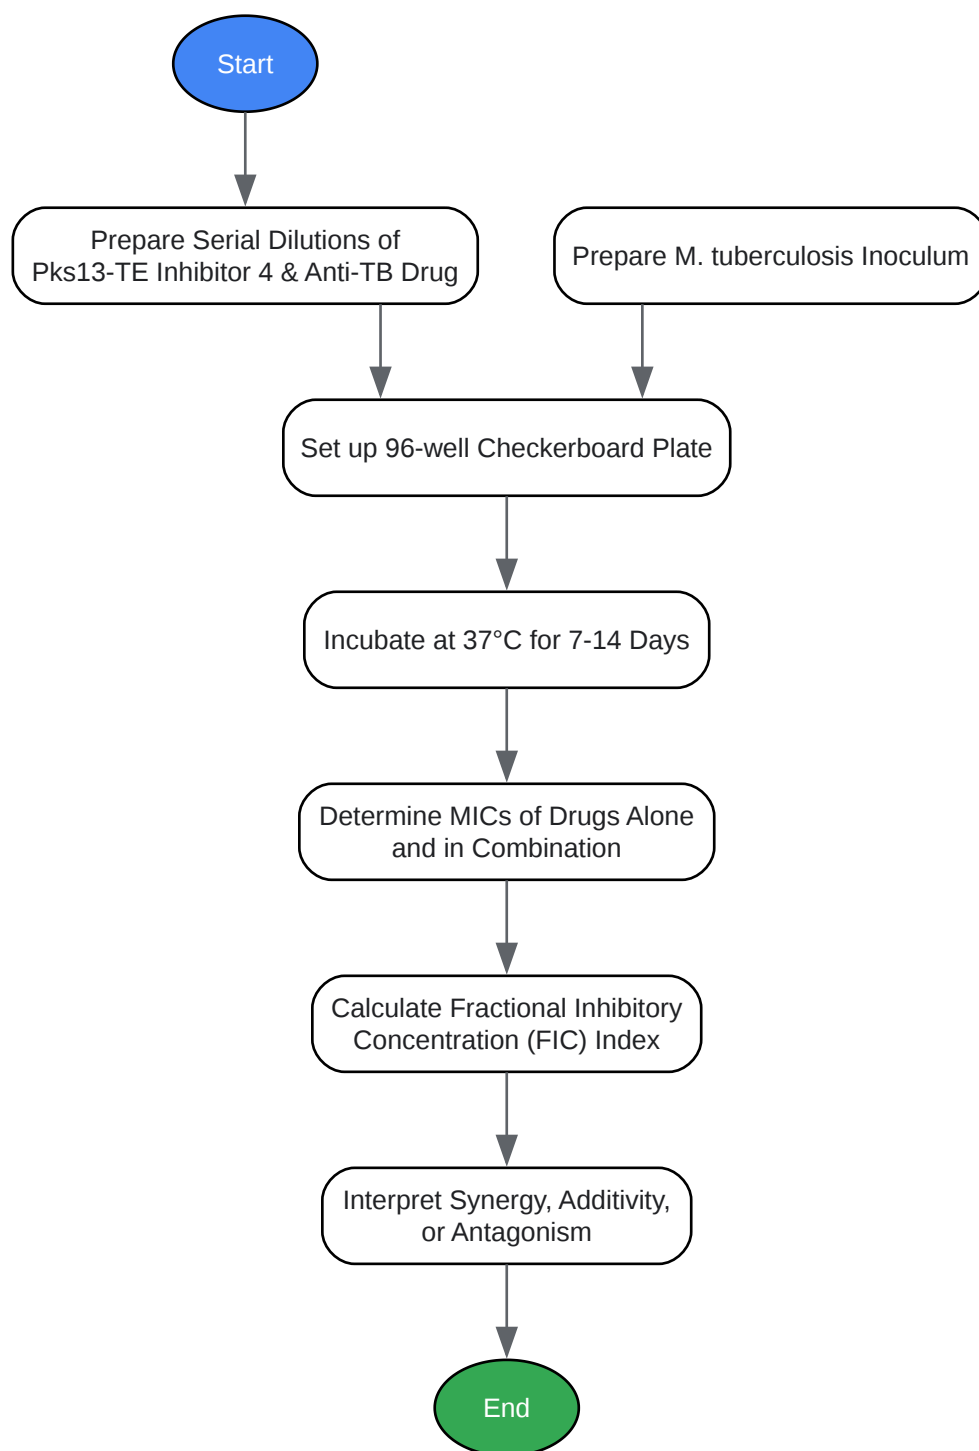 Start
Prepare Serial Dilutions of
Pks13-TE Inhibitor 4 & Anti-TB Drug
Prepare M. tuberculosis Inoculum
Set up 96-well Checkerboard Plate
Incubate at 37°C for 7-14 Days
Determine MICs of Drugs Alone
and in Combination
Calculate Fractional Inhibitory
Concentration (FIC) Index
Interpret Synergy, Additivity,
or Antagonism
End